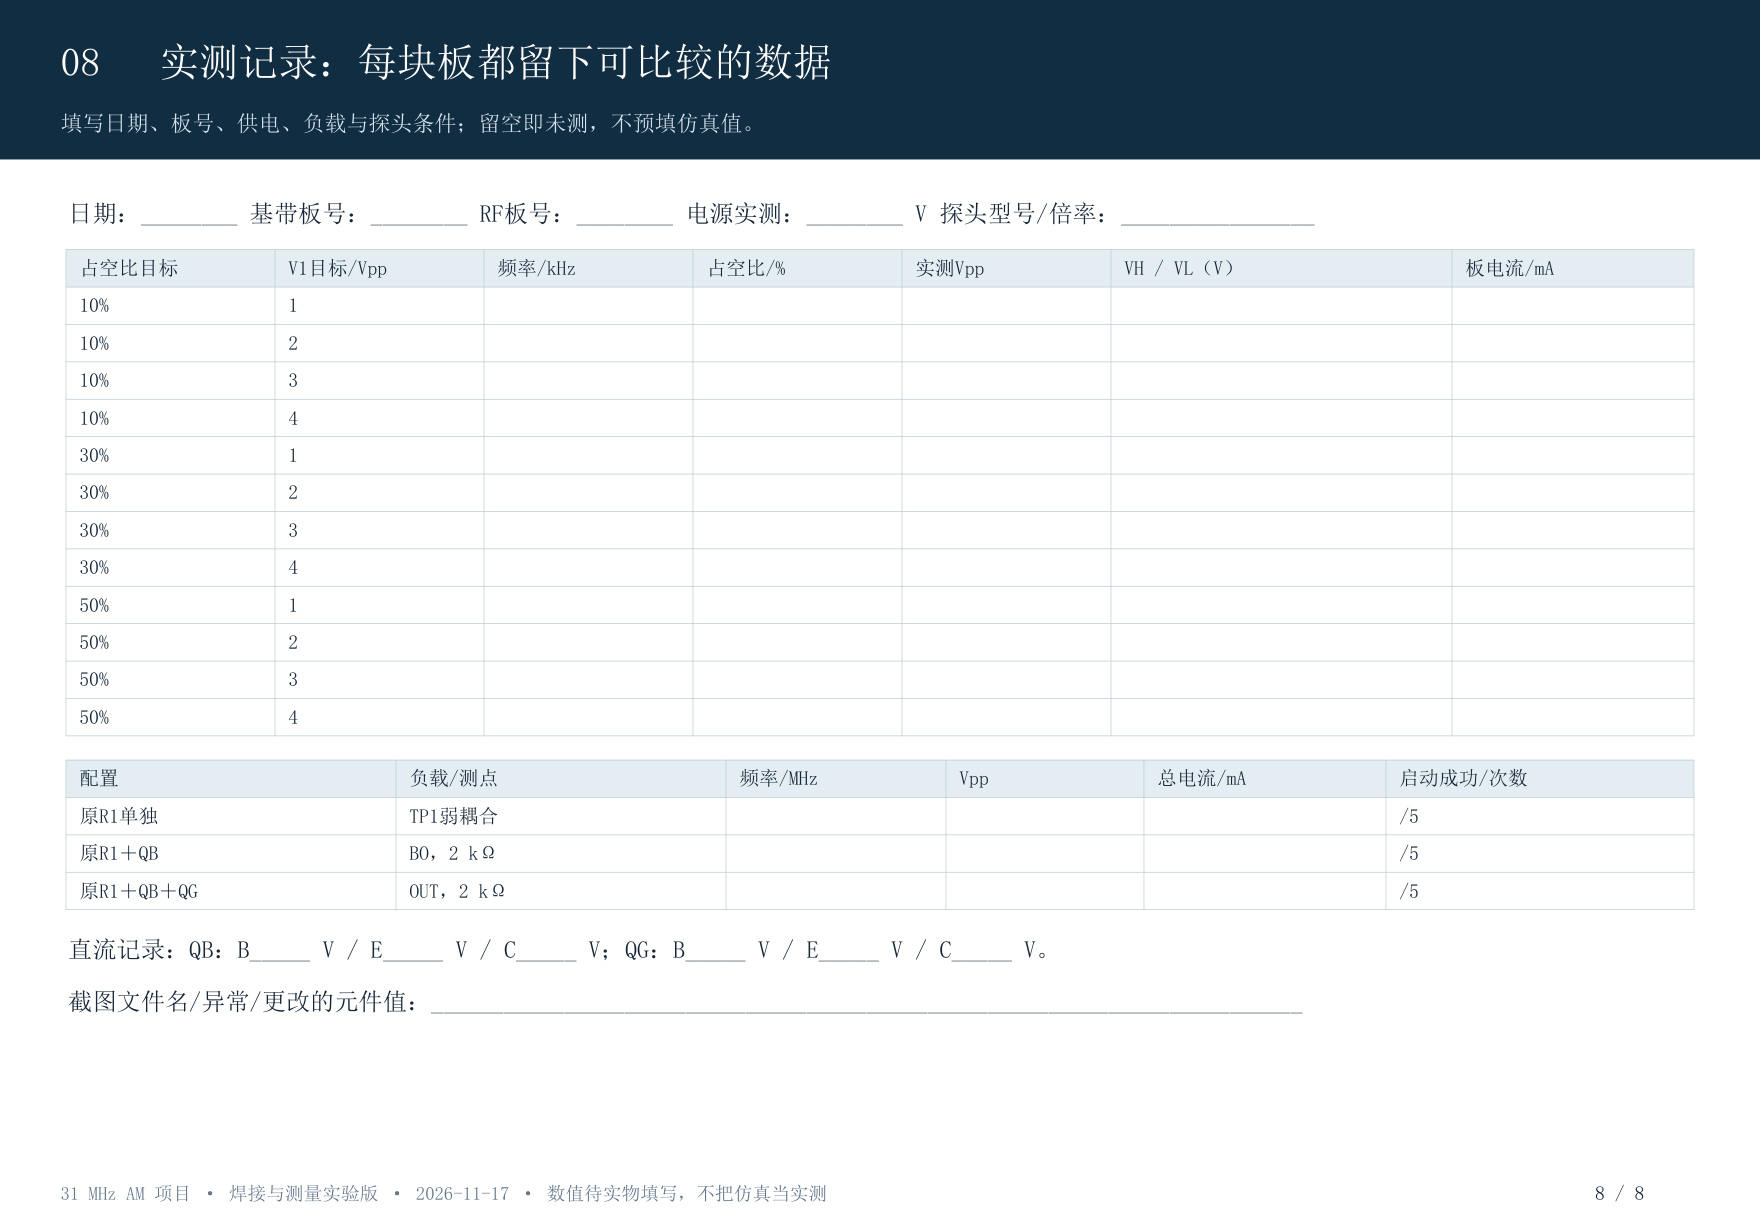 08 实测记录：每块板都留下可比较的数据
填写日期、板号、供电、负载与探头条件；留空即未测，不预填仿真值。
日期：________ 基带板号：________ RF板号：________ 电源实测：________ V 探头型号/倍率：________________
占空比目标 V1目标/Vpp 频率/kHz 占空比/% 实测Vpp VH / VL（V） 板电流/mA
10% 1
10% 2
10% 3
10% 4
30% 1
30% 2
30% 3
30% 4
50% 1
50% 2
50% 3
50% 4
配置 负载/测点 频率/MHz Vpp 总电流/mA 启动成功/次数
原R1单独 TP1弱耦合 /5
原R1＋QB BO，2 kΩ /5
原R1＋QB＋QG OUT，2 kΩ /5
直流记录：QB：B_____ V / E_____ V / C_____ V；QG：B_____ V / E_____ V / C_____ V。
截图文件名/异常/更改的元件值：________________________________________________________________________
31 MHz AM 项目 • 焊接与测量实验版 • 2026-11-17 • 数值待实物填写，不把仿真当实测 8 / 8